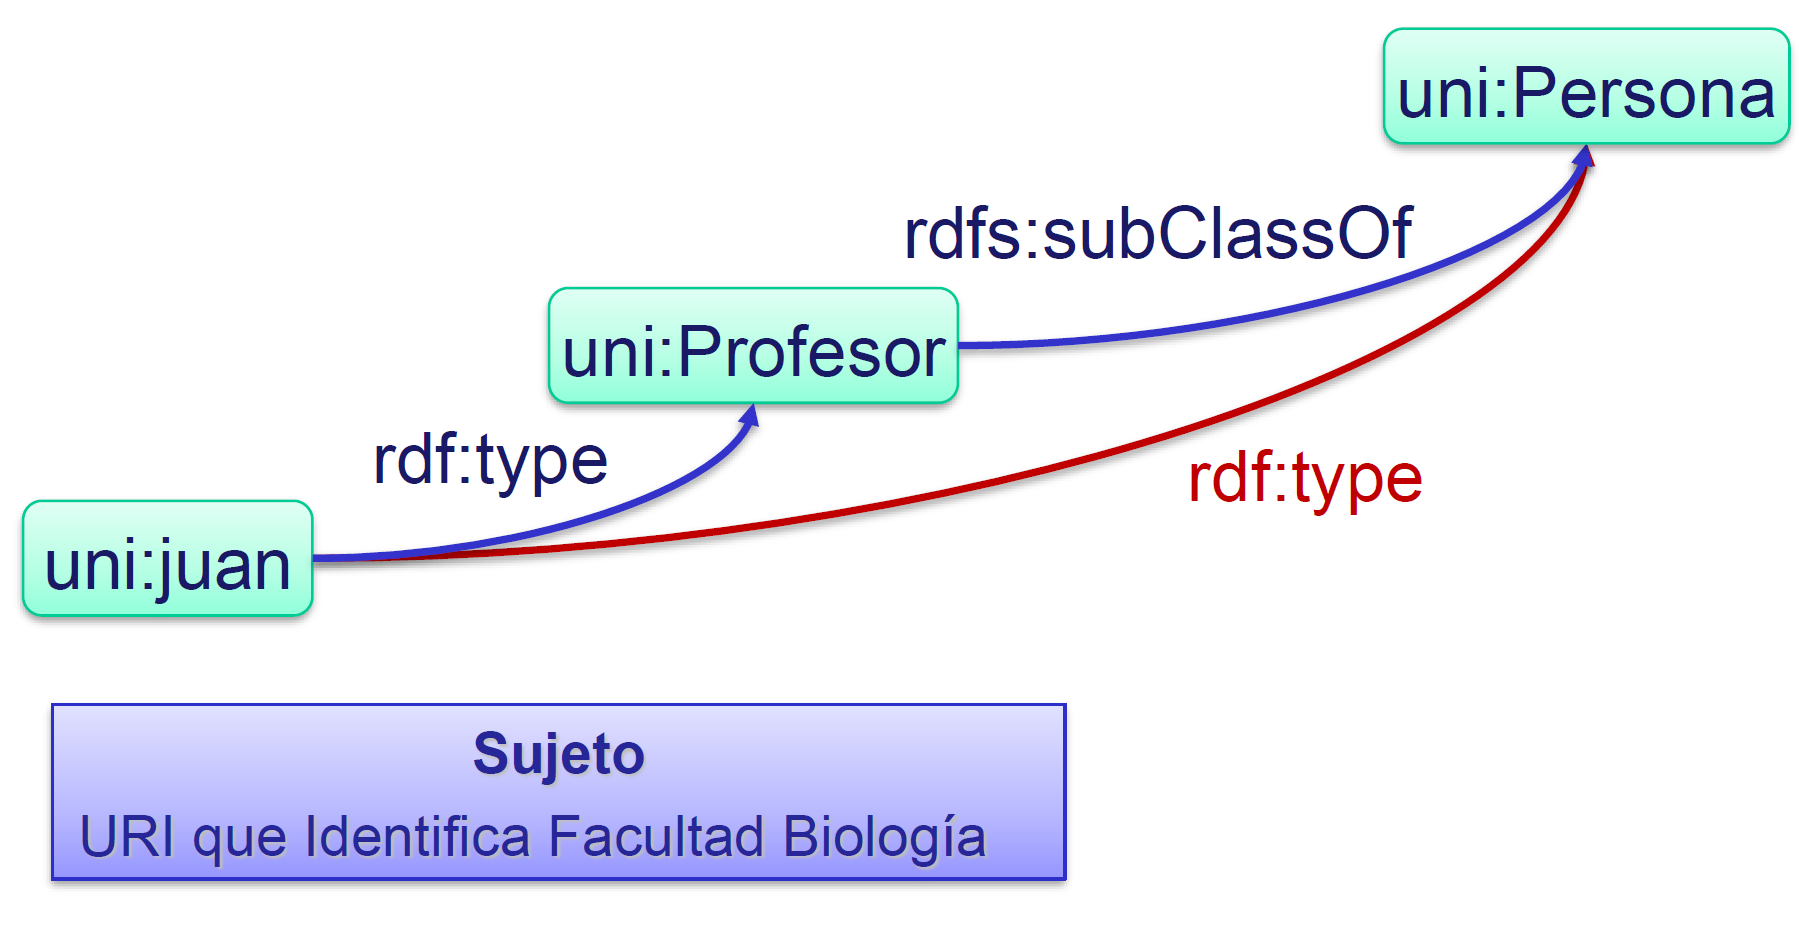 uni:Persona
rdfs:subClassOf
uni:Profesor
rdf:type
rdf:type
uni:juan
Sujeto
URI que Identifica Facultad Biología